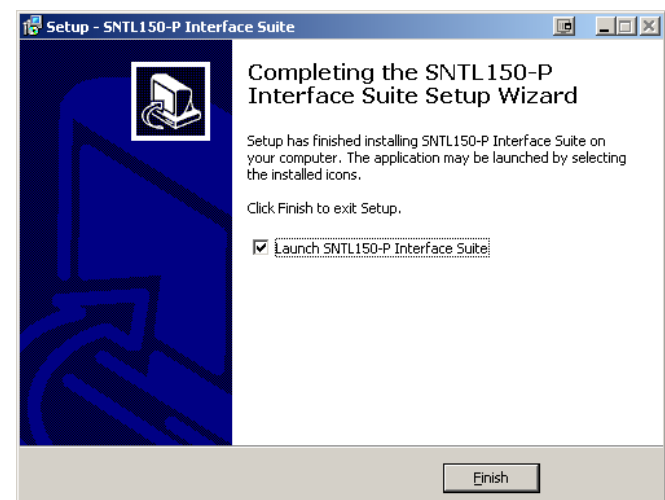 Setup - SNTL150-P Interface Suite
Completing the SNTL150-P
Interface Suite Setup Wizard
Setup has finished installing SNTL150-P Interface Suite on
your computer. The application may be launched by selecting
the installed icons.
Click Finish to exit Setup.
Launch SNTL150-P Interface Suite
Finish